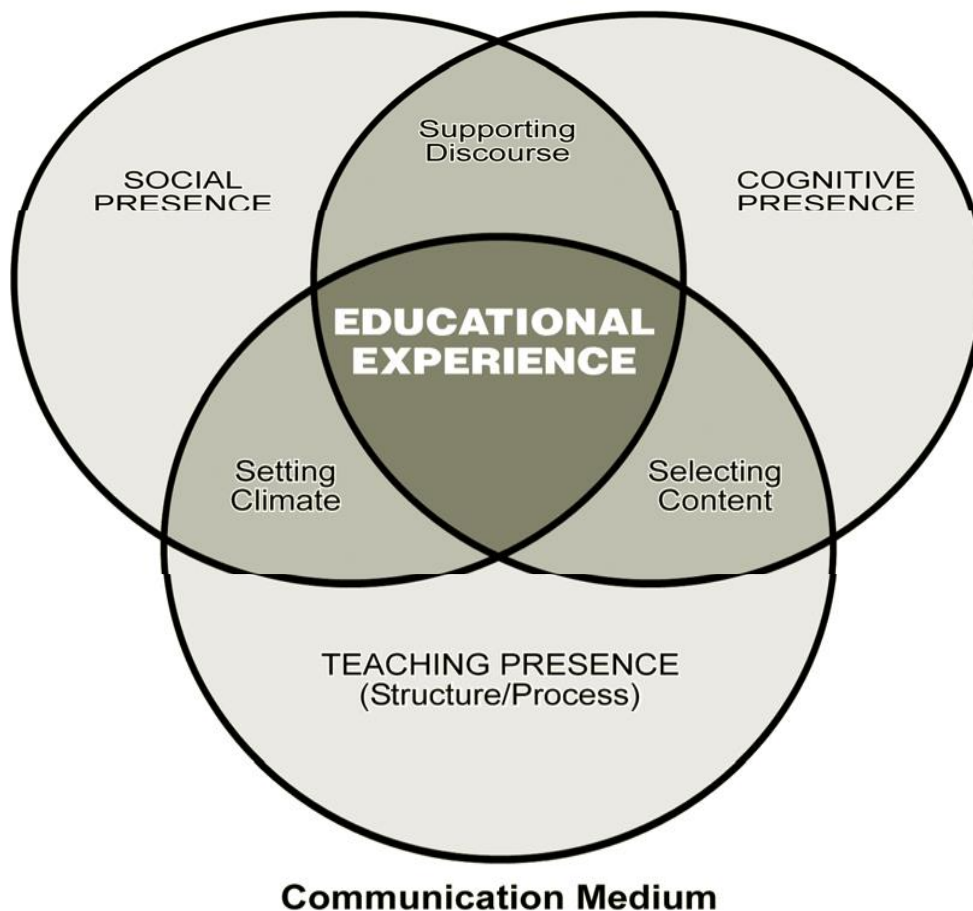 Supporting
Discourse
SOCIAL
PRESENCE
COGNITIVE
PRESENCE
EDUCATIONAL
EXPERIENCE
Setting
Climate
Selecting
Content
TEACHING PRESENCE
(Structure/Process)
Communication Medium